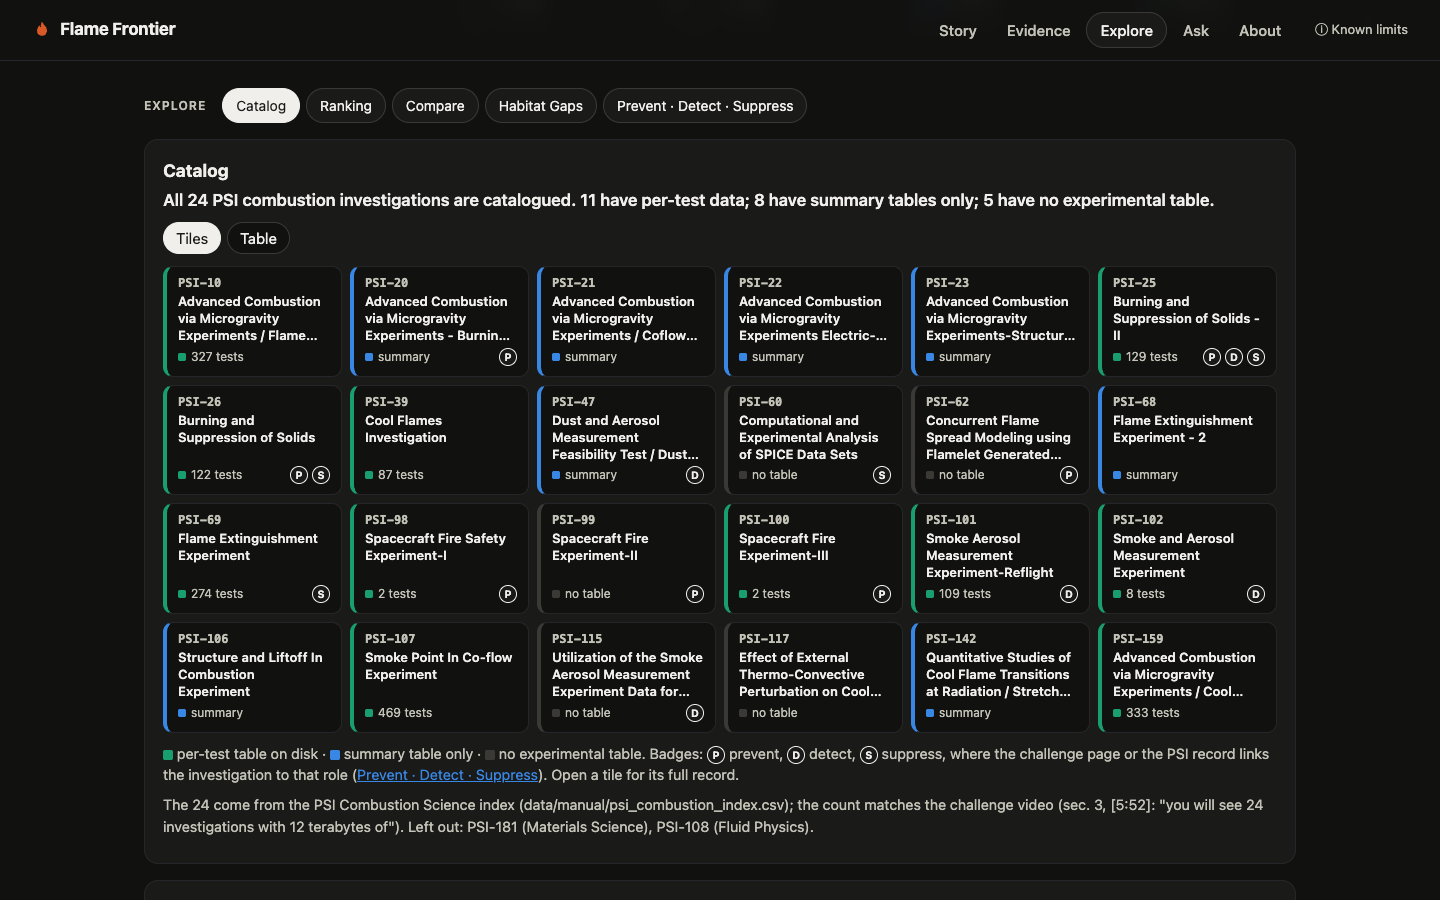 Flame Frontier
Story
Evidence
Explore
Ask
About
ⓘ Known limits
EXPLORE
Catalog
Ranking
Compare
Habitat Gaps
Prevent · Detect · Suppress
Catalog
All 24 PSI combustion investigations are catalogued. 11 have per-test data; 8 have summary tables only; 5 have no experimental table.
Tiles
Table
PSI-10
Advanced Combustion
via Microgravity
Experiments / Flame...
327 tests
PSI-20
Advanced Combustion
via Microgravity
Experiments - Burnin...
summary
P
PSI-21
Advanced Combustion
via Microgravity
Experiments / Coflow...
summary
PSI-22
Advanced Combustion
via Microgravity
Experiments Electric-...
summary
PSI-23
Advanced Combustion
via Microgravity
Experiments-Structur...
summary
PSI-25
Burning and
Suppression of Solids -
II
129 tests
P D S
PSI-26
Burning and
Suppression of Solids
122 tests
P S
PSI-39
Cool Flames
Investigation
87 tests
PSI-47
Dust and Aerosol
Measurement
Feasibility Test / Dust...
summary
D
PSI-60
Computational and
Experimental Analysis
of SPICE Data Sets
no table
S
PSI-62
Concurrent Flame
Spread Modeling using
Flamelet Generated...
no table
P
PSI-68
Flame Extinguishment
Experiment - 2
summary
PSI-69
Flame Extinguishment
Experiment
274 tests
S
PSI-98
Spacecraft Fire Safety
Experiment-I
2 tests
P
PSI-99
Spacecraft Fire
Experiment-II
no table
P
PSI-100
Spacecraft Fire
Experiment-III
2 tests
P
PSI-101
Smoke Aerosol
Measurement
Experiment-Reflight
109 tests
D
PSI-102
Smoke and Aerosol
Measurement
Experiment
8 tests
D
PSI-106
Structure and Liftoff In
Combustion
Experiment
summary
PSI-107
Smoke Point In Co-flow
Experiment
469 tests
PSI-115
Utilization of the Smoke
Aerosol Measurement
Experiment Data for...
no table
D
PSI-117
Effect of External
Thermo-Convective
Perturbation on Cool...
no table
PSI-142
Quantitative Studies of
Cool Flame Transitions
at Radiation / Stretch...
summary
PSI-159
Advanced Combustion
via Microgravity
Experiments / Cool...
333 tests
per-test table on disk · summary table only · no experimental table. Badges: P prevent, D detect, S suppress, where the challenge page or the PSI record links
the investigation to that role (Prevent · Detect · Suppress). Open a tile for its full record.
The 24 come from the PSI Combustion Science index (data/manual/psi_combustion_index.csv); the count matches the challenge video (sec. 3, [5:52]: "you will see 24
investigations with 12 terabytes of"). Left out: PSI-181 (Materials Science), PSI-108 (Fluid Physics).